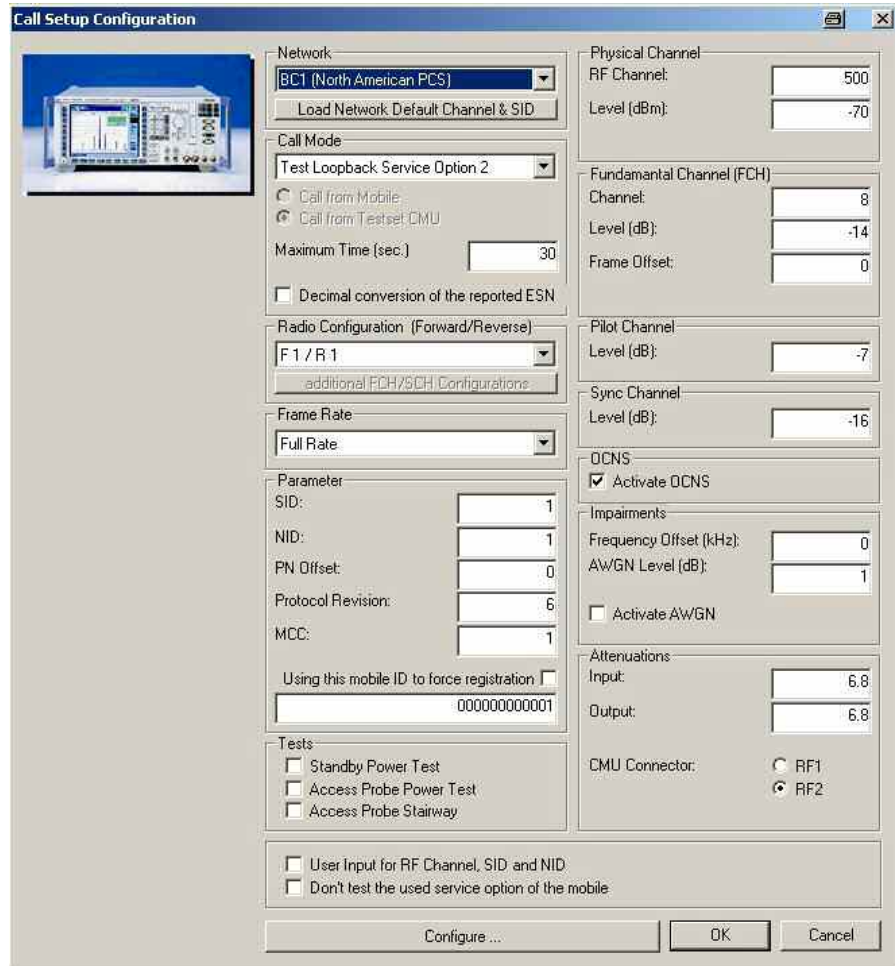 Call Setup Configuration
Network
BC1 (North American PCS)
Load Network Default Channel & SID
Call Mode
Test Loopback Service Option 2
Call from Mobile
Call from Testset CMU
Maximum Time (sec.)
30
Decimal conversion of the reported ESN
Radio Configuration (Forward/Reverse)
F 1 / R 1
additional FCH/SCH Configurations
Frame Rate
Full Rate
Parameter
SID:
1
NID:
1
PN Offset:
0
Protocol Revision:
6
MCC:
1
Using this mobile ID to force registration
000000000001
Tests
Standby Power Test
Access Probe Power Test
Access Probe Stairway
Physical Channel
RF Channel:
500
Level (dBm):
-70
Fundamantal Channel (FCH)
Channel:
8
Level (dB):
-14
Frame Offset:
0
Pilot Channel
Level (dB):
-7
Sync Channel
Level (dB):
-16
OCNS
Activate OCNS
Impairments
Frequency Offset (kHz):
0
AWGN Level (dB):
1
Activate AWGN
Attenuations
Input:
6.8
Output:
6.8
CMU Connector:
RF1
RF2
User Input for RF Channel, SID and NID
Don't test the used service option of the mobile
Configure ...
OK
Cancel